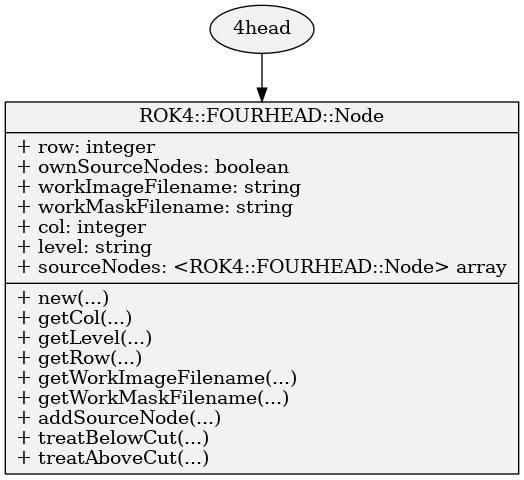 4head
ROK4::FOURHEAD::Node
+ row: integer
+ ownSourceNodes: boolean
+ workImageFilename: string
+ workMaskFilename: string
+ col: integer
+ level: string
+ sourceNodes: <ROK4::FOURHEAD::Node> array
+ new(...)
+ getCol(...)
+ getLevel(...)
+ getRow(...)
+ getWorkImageFilename(...)
+ getWorkMaskFilename(...)
+ addSourceNode(...)
+ treatBelowCut(...)
+ treatAboveCut(...)